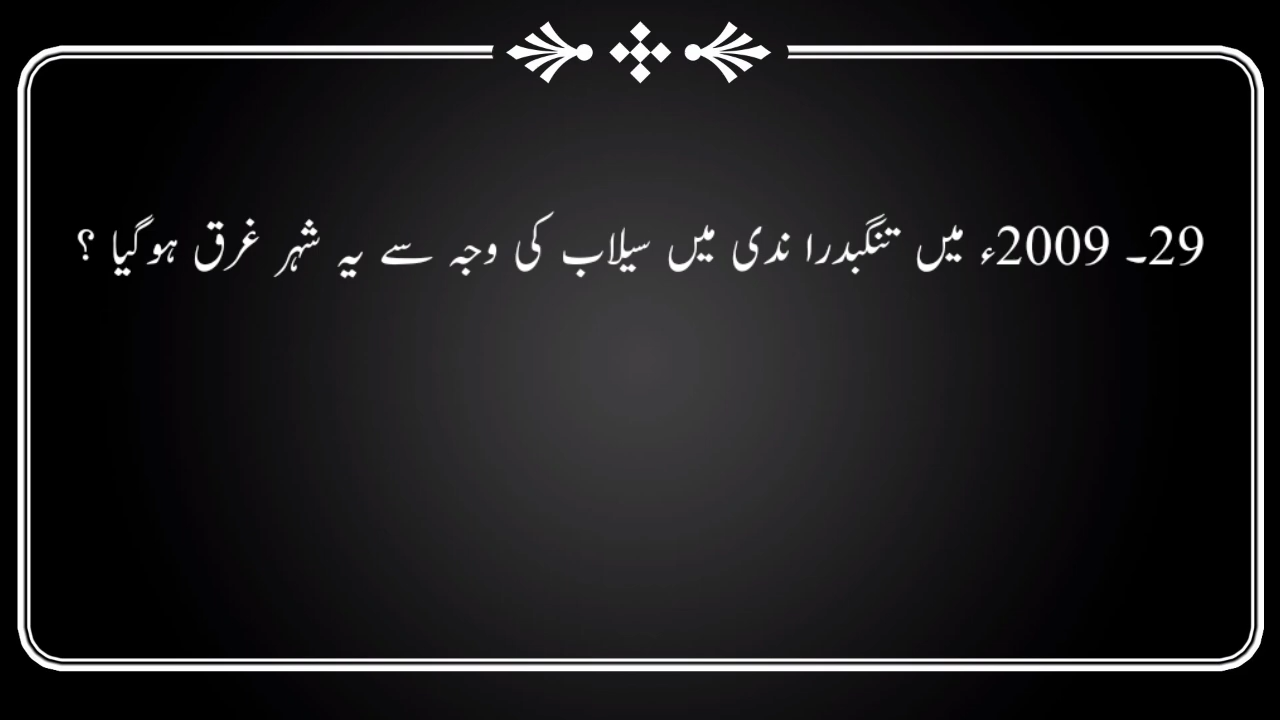 29۔ 2009ء میں تنگبدرا ندی میں سیلاب کی وجہ سے یہ شہر غرق ہوگیا ؟